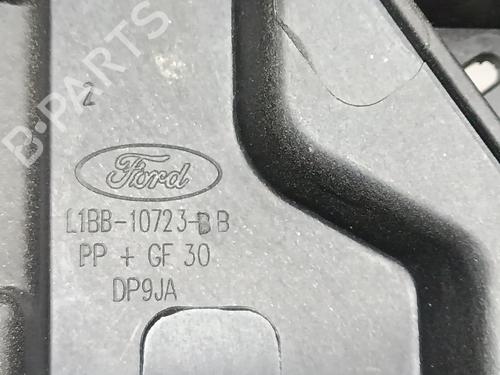 B-PARTS
2
Ford
L1BB-10723-BB
PP + GF 30
DP9JA